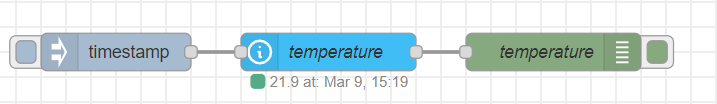 timestamp
temperature
temperature
21.9 at: Mar 9, 15:19